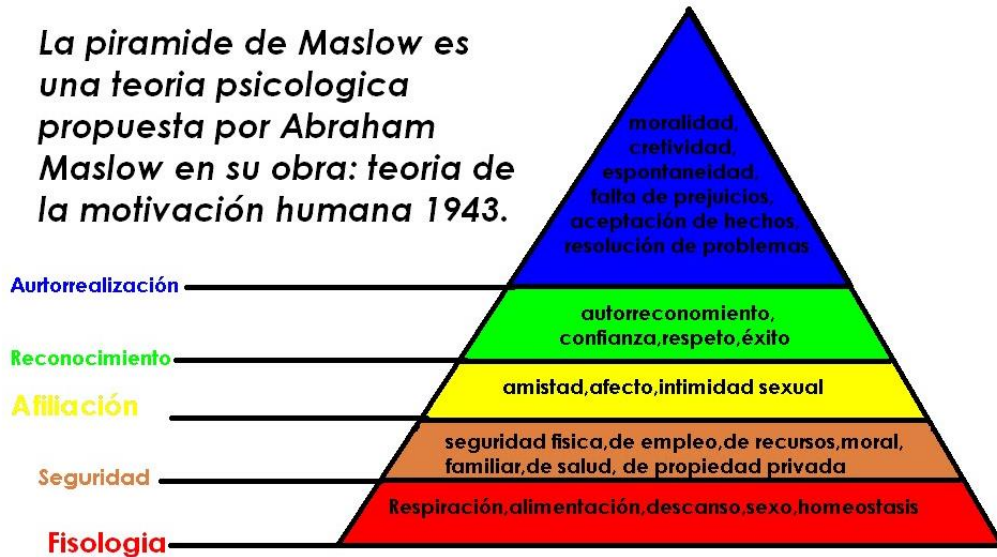 La piramide de Maslow es
una teoria psicologica
propuesta por Abraham
Maslow en su obra: teoria de
la motivación humana 1943.
moralidad,
cretividad,
espontaneidad,
falta de prejuicios,
aceptación de hechos,
resolución de problemas
Aurtorrealización
autorreconomiento,
confianza,respeto,éxito
Reconocimiento
amistad,afecto,intimidad sexual
Afiliación
seguridad fisica,de empleo,de recursos,moral,
familiar,de salud, de propiedad privada
Seguridad
Respiración,alimentación,descanso,sexo,homeostasis
Fisologia